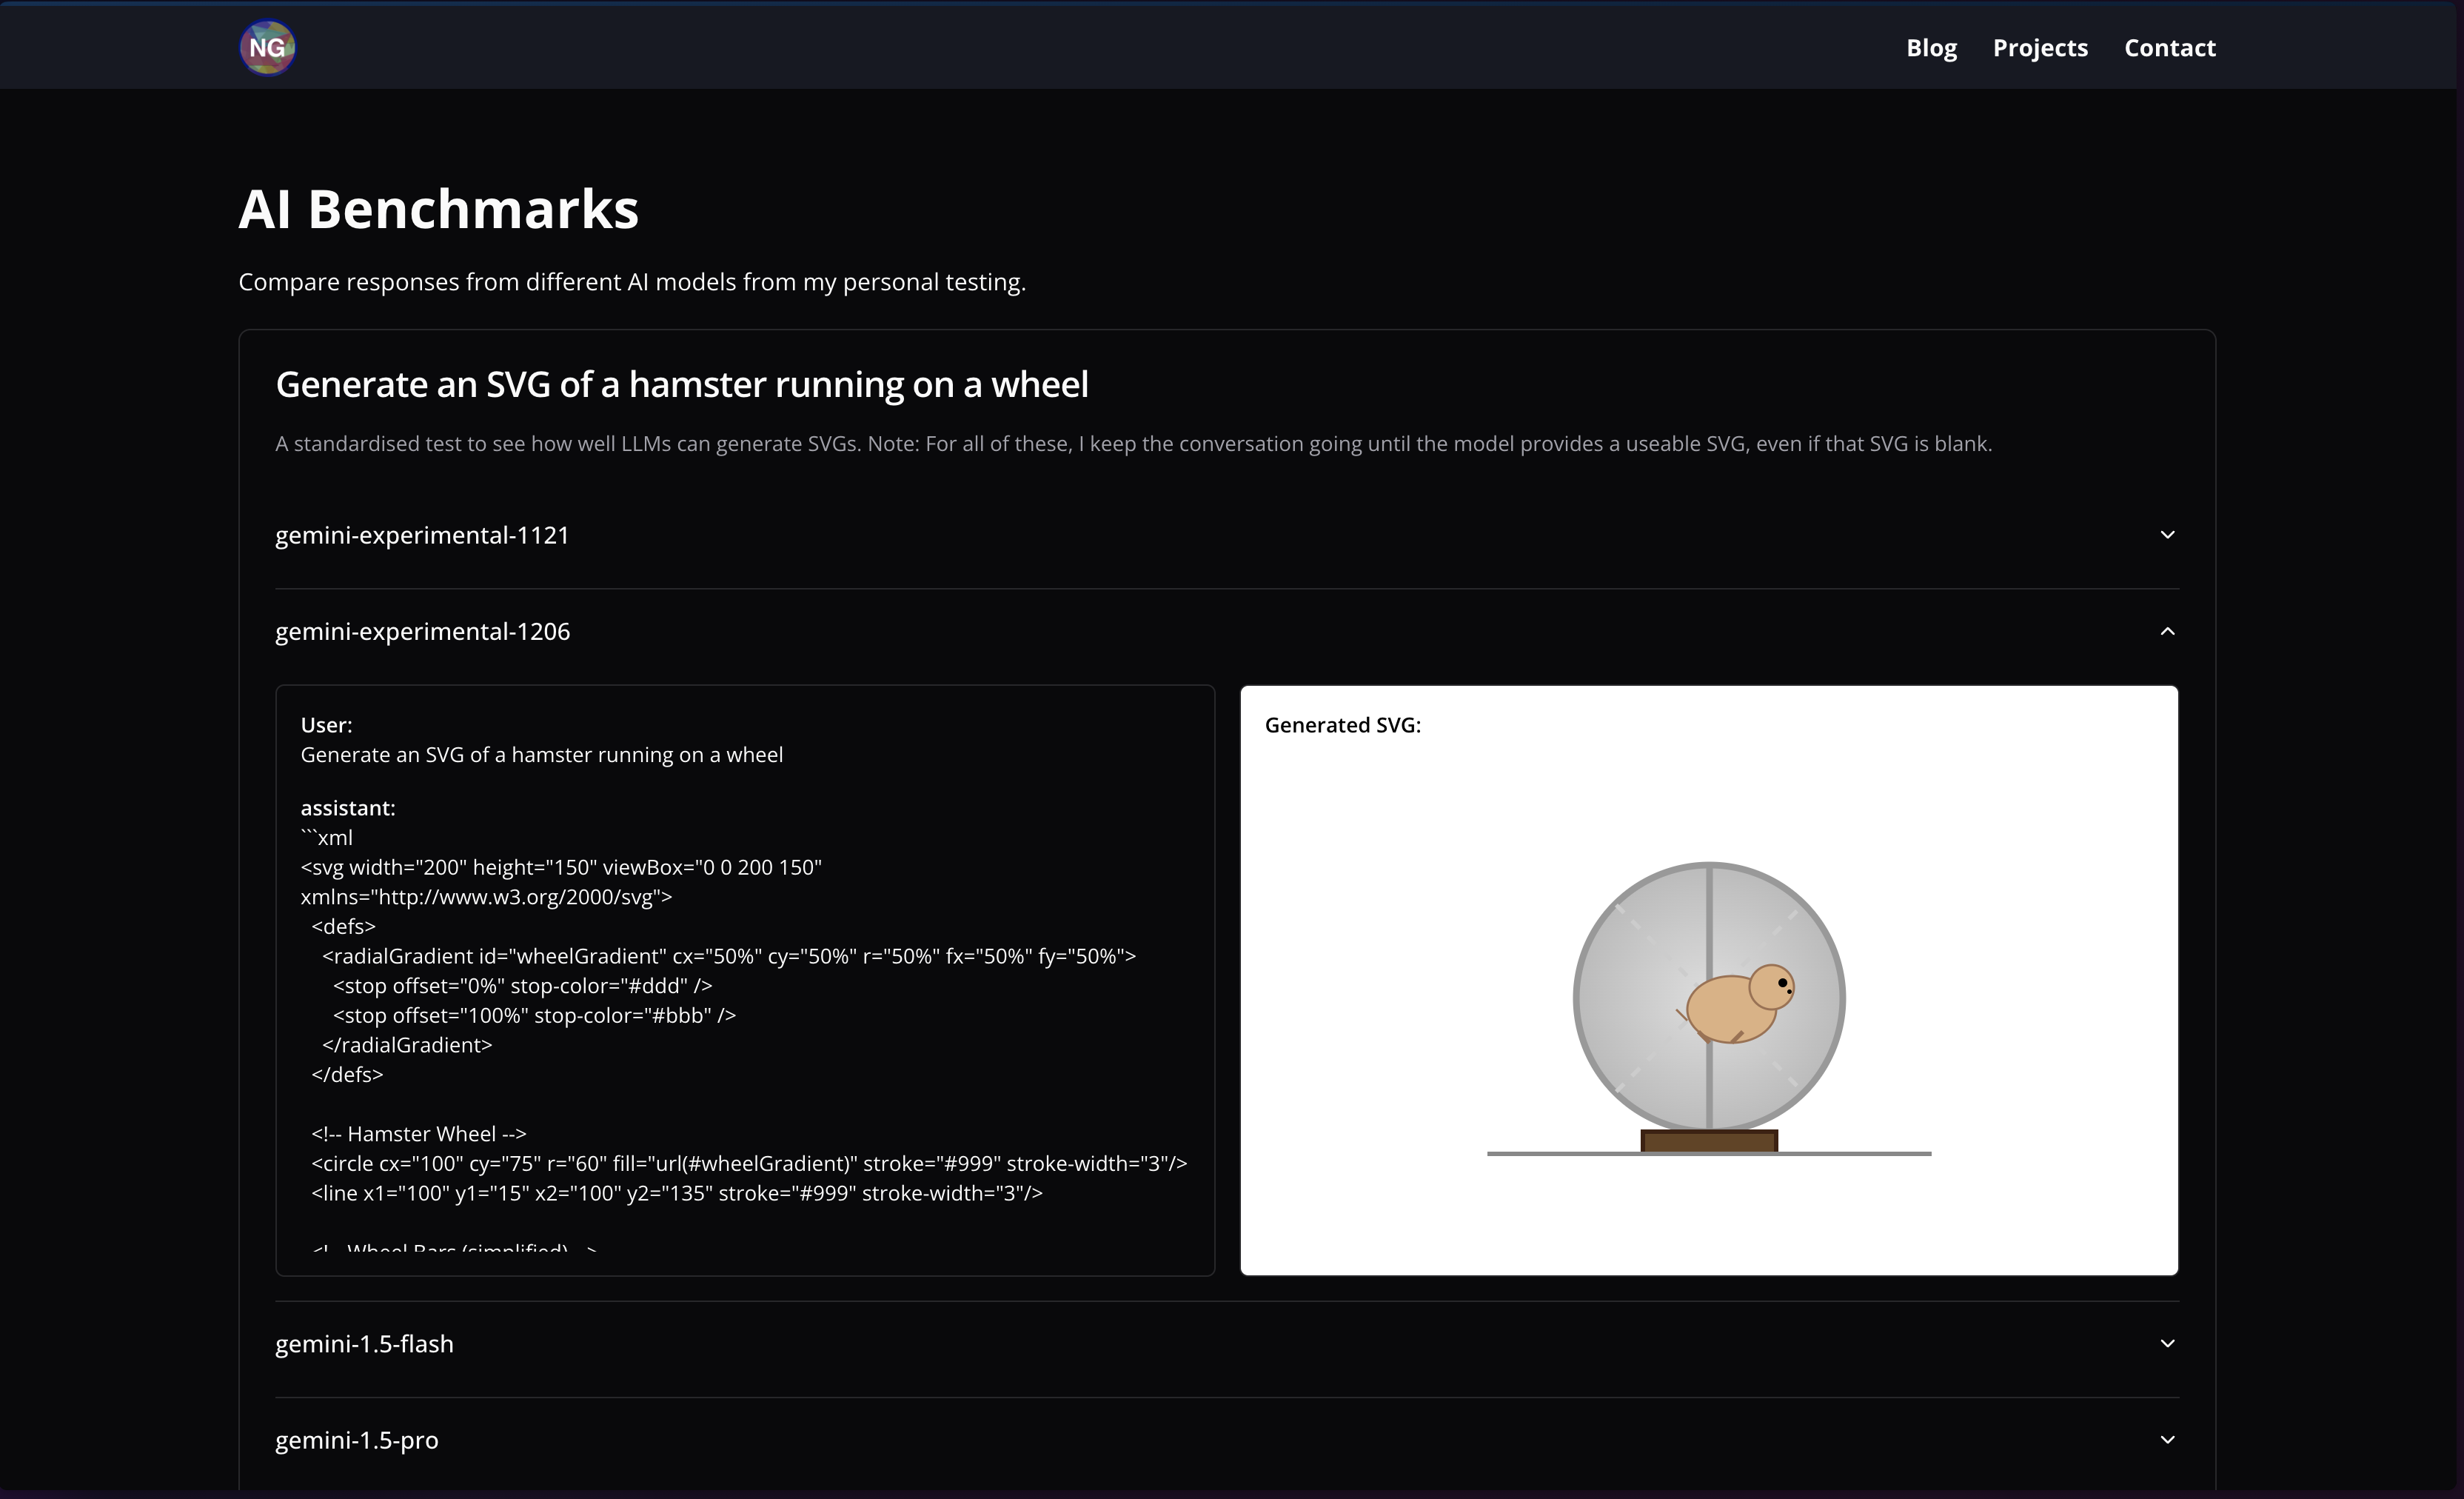 NG
Blog Projects Contact
AI Benchmarks
Compare responses from different AI models from my personal testing.
Generate an SVG of a hamster running on a wheel
A standardised test to see how well LLMs can generate SVGs. Note: For all of these, I keep the conversation going until the model provides a useable SVG, even if that SVG is blank.
gemini-experimental-1121
gemini-experimental-1206
User:
Generate an SVG of a hamster running on a wheel
assistant:
```xml
<svg width="200" height="150" viewBox="0 0 200 150"
xmlns="http://www.w3.org/2000/svg">
<defs>
<radialGradient id="wheelGradient" cx="50%" cy="50%" r="50%" fx="50%" fy="50%">
<stop offset="0%" stop-color="#ddd" />
<stop offset="100%" stop-color="#bbb" />
</radialGradient>
</defs>
<!-- Hamster Wheel -->
<circle cx="100" cy="75" r="60" fill="url(#wheelGradient)" stroke="#999" stroke-width="3"/>
<line x1="100" y1="15" x2="100" y2="135" stroke="#999" stroke-width="3"/>
<!-- Wheel Bars (simplified) -->
Generated SVG:
gemini-1.5-flash
gemini-1.5-pro